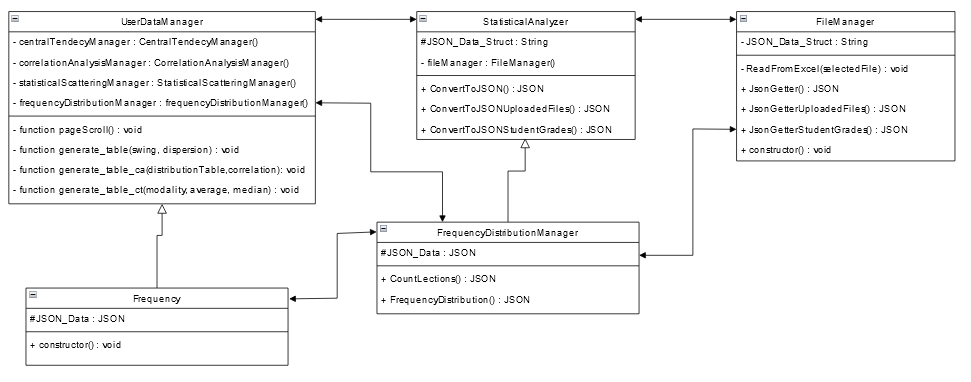 UserDataManager
- centralTendecyManager : CentralTendecyManager()
- correlationAnalysisManager : CorrelationAnalysisManager()
- statisticalScatteringManager : StatisticalScatteringManager()
- frequencyDistributionManager : frequencyDistributionManager()
- function pageScroll() : void
- function generate_table(swing, dispersion) : void
- function generate_table_ca(distributionTable,correlation) : void
- function generate_table_ct(modality, average, median) : void
StatisticalAnalyzer
#JSON_Data_Struct : String
- fileManager : FileManager()
+ ConvertToJSON() : JSON
+ ConvertToJSONUploadedFiles() : JSON
+ ConvertToJSONStudentGrades() : JSON
FileManager
- JSON_Data_Struct : String
- ReadFromExcel(selectedFile) : void
+ JsonGetter() : JSON
+ JsonGetterUploadedFiles() : JSON
+ JsonGetterStudentGrades() : JSON
+ constructor() : void
FrequencyDistributionManager
#JSON_Data : JSON
+ CountLections() : JSON
+ FrequencyDistribution() : JSON
Frequency
#JSON_Data : JSON
+ constructor() : void